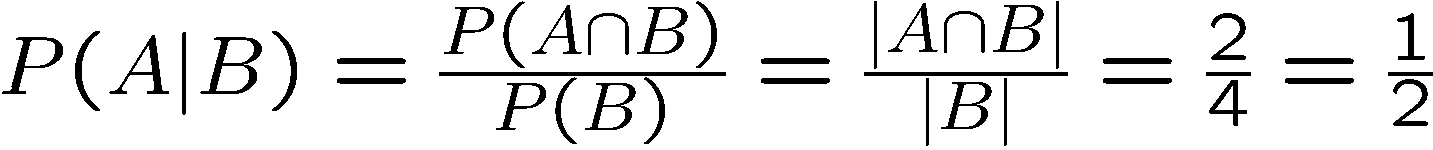 P(A|B) = P(A∩B)/P(B) = |A∩B|/|B| = 2/4 = 1/2